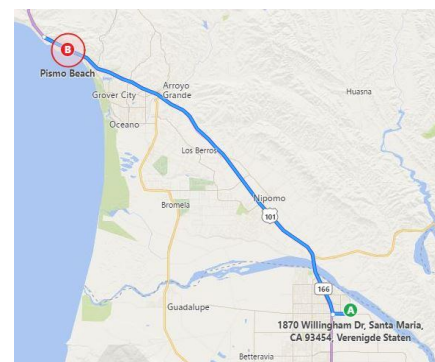 B
Pismo Beach
Grover City
Arroyo
Grande
Huasna
Oceano
Los Berros
Nipomo
Bromela
101
166
A
Guadalupe
1870 Willingham Dr, Santa Maria,
CA 93454, Verenigde Staten
Betteravia